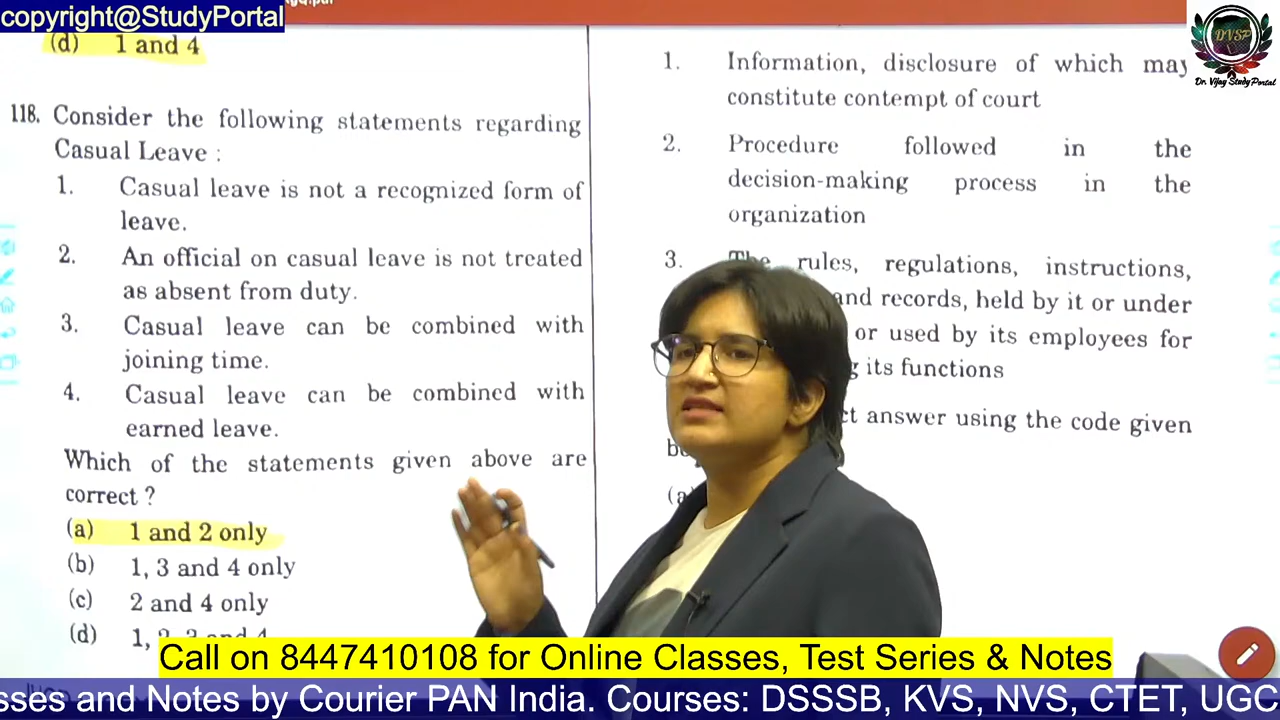 copyright@StudyPortal
(d) 1 and 4
118. Consider the following statements regarding
Casual Leave :
1. Casual leave is not a recognized form of
leave.
2. An official on casual leave is not treated
as absent from duty.
3. Casual leave can be combined with
joining time.
4. Casual leave can be combined with
earned leave.
Which of the statements given above are
correct ?
(a) 1 and 2 only
(b) 1, 3 and 4 only
(c) 2 and 4 only
(d) 1, 2, 3 and 4
1. Information, disclosure of which may
constitute contempt of court
2. Procedure followed in the
decision-making process in the
organization
3. The rules, regulations, instructions,
and records, held by it or under
or used by its employees for
its functions
answer using the code given
(a)
DVSP
Dr. Vijay StudyPortal
Call on 8447410108 for Online Classes, Test Series & Notes
sses and Notes by Courier PAN India. Courses: DSSSB, KVS, NVS, CTET, UGC